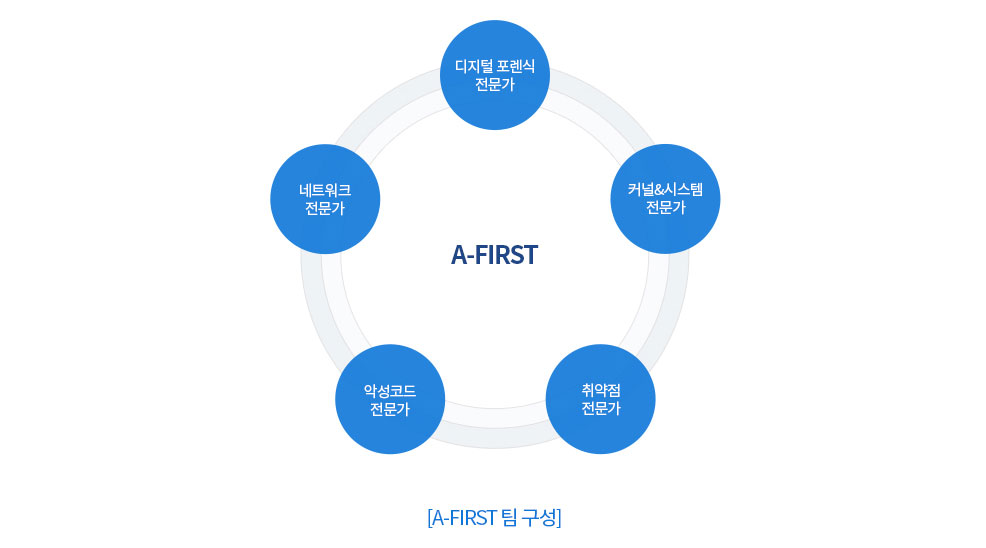 디지털 포렌식
전문가
네트워크
전문가
커널&시스템
전문가
A-FIRST
악성코드
전문가
취약점
전문가
[A-FIRST 팀 구성]